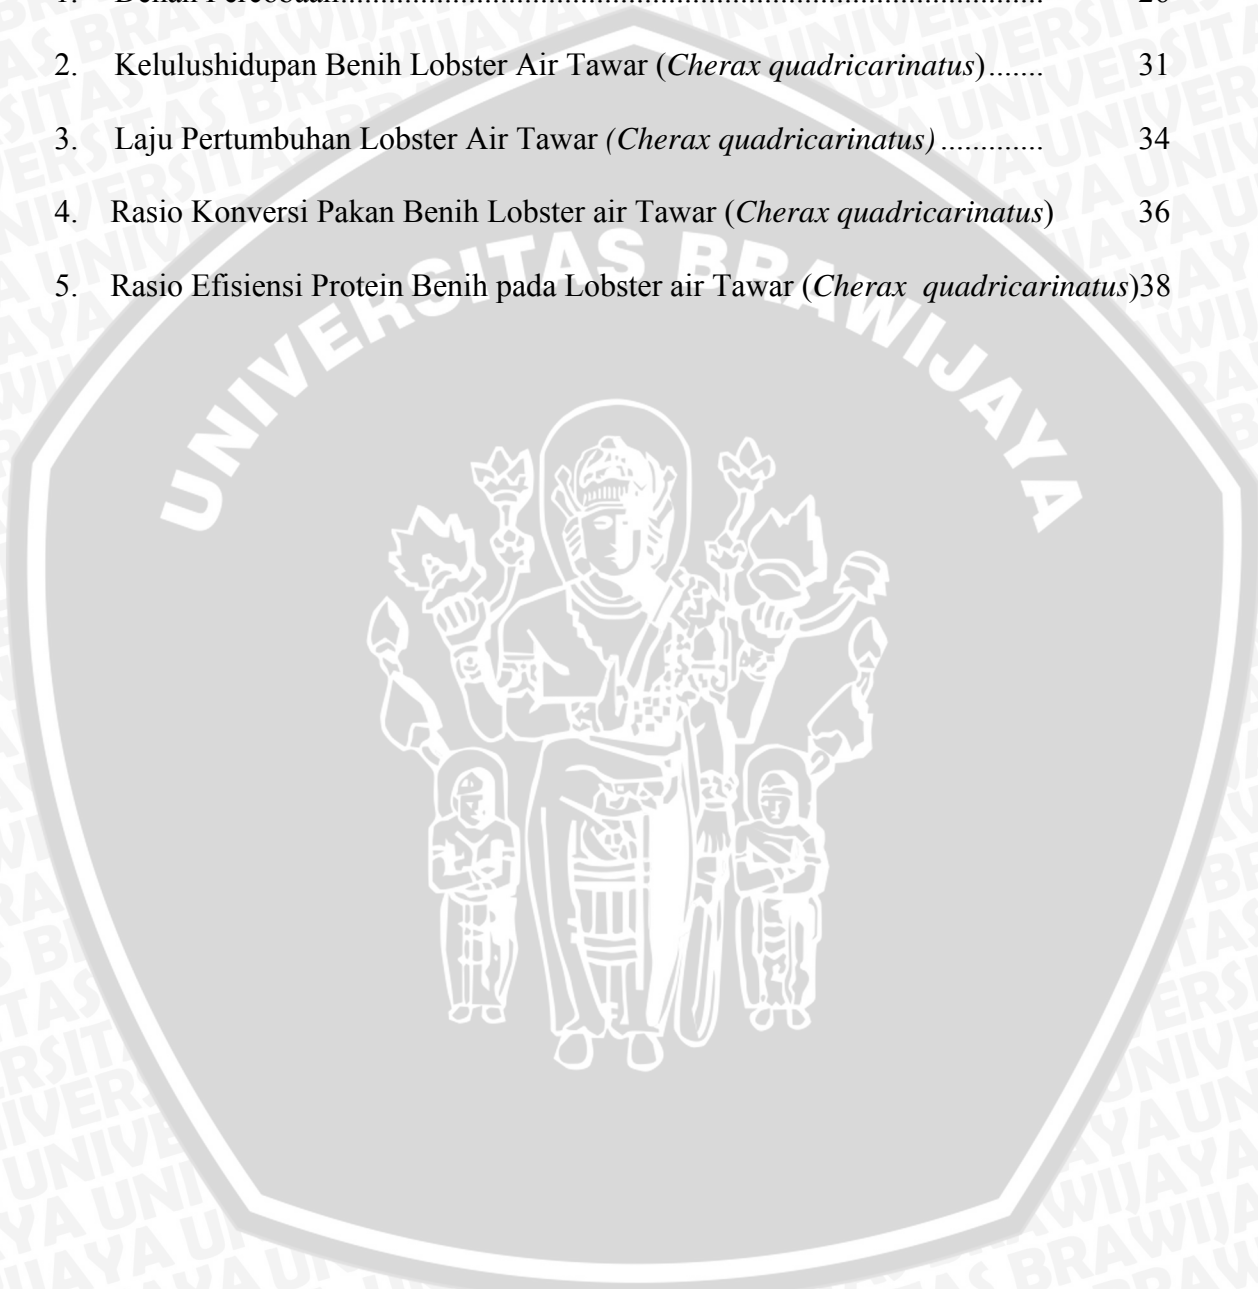 2. Kelulushidupan Benih Lobster Air Tawar (Cherax quadricarinatus)....... 31
3. Laju Pertumbuhan Lobster Air Tawar (Cherax quadricarinatus)............. 34
4. Rasio Konversi Pakan Benih Lobster air Tawar (Cherax quadricarinatus) 36
5. Rasio Efisiensi Protein Benih pada Lobster air Tawar (Cherax quadricarinatus)38
UNIVERSITAS BRAWIJAYA